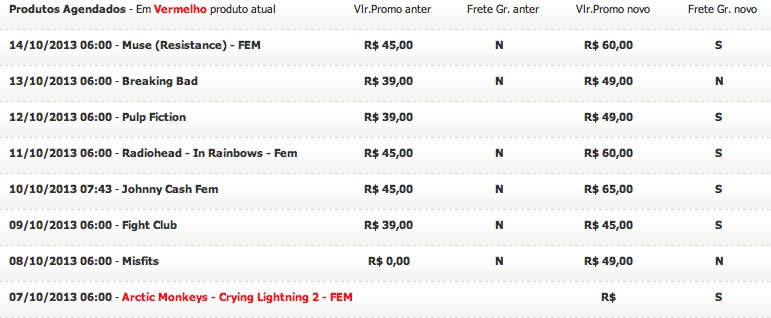 Produtos Agendados - Em Vermelho produto atual Vlr.Promo anter Frete Gr. anter Vlr.Promo novo Frete Gr. novo
14/10/2013 06:00 - Muse (Resistance) - FEM R$ 45,00 N R$ 60,00 S
13/10/2013 06:00 - Breaking Bad R$ 39,00 N R$ 49,00 N
12/10/2013 06:00 - Pulp Fiction R$ 39,00 R$ 49,00 S
11/10/2013 06:00 - Radiohead - In Rainbows - Fem R$ 45,00 N R$ 60,00 S
10/10/2013 07:43 - Johnny Cash Fem R$ 45,00 N R$ 65,00 S
09/10/2013 06:00 - Fight Club R$ 39,00 N R$ 45,00 S
08/10/2013 06:00 - Misfits R$ 0,00 N R$ 49,00 N
07/10/2013 06:00 - Arctic Monkeys - Crying Lightning 2 - FEM R$ S